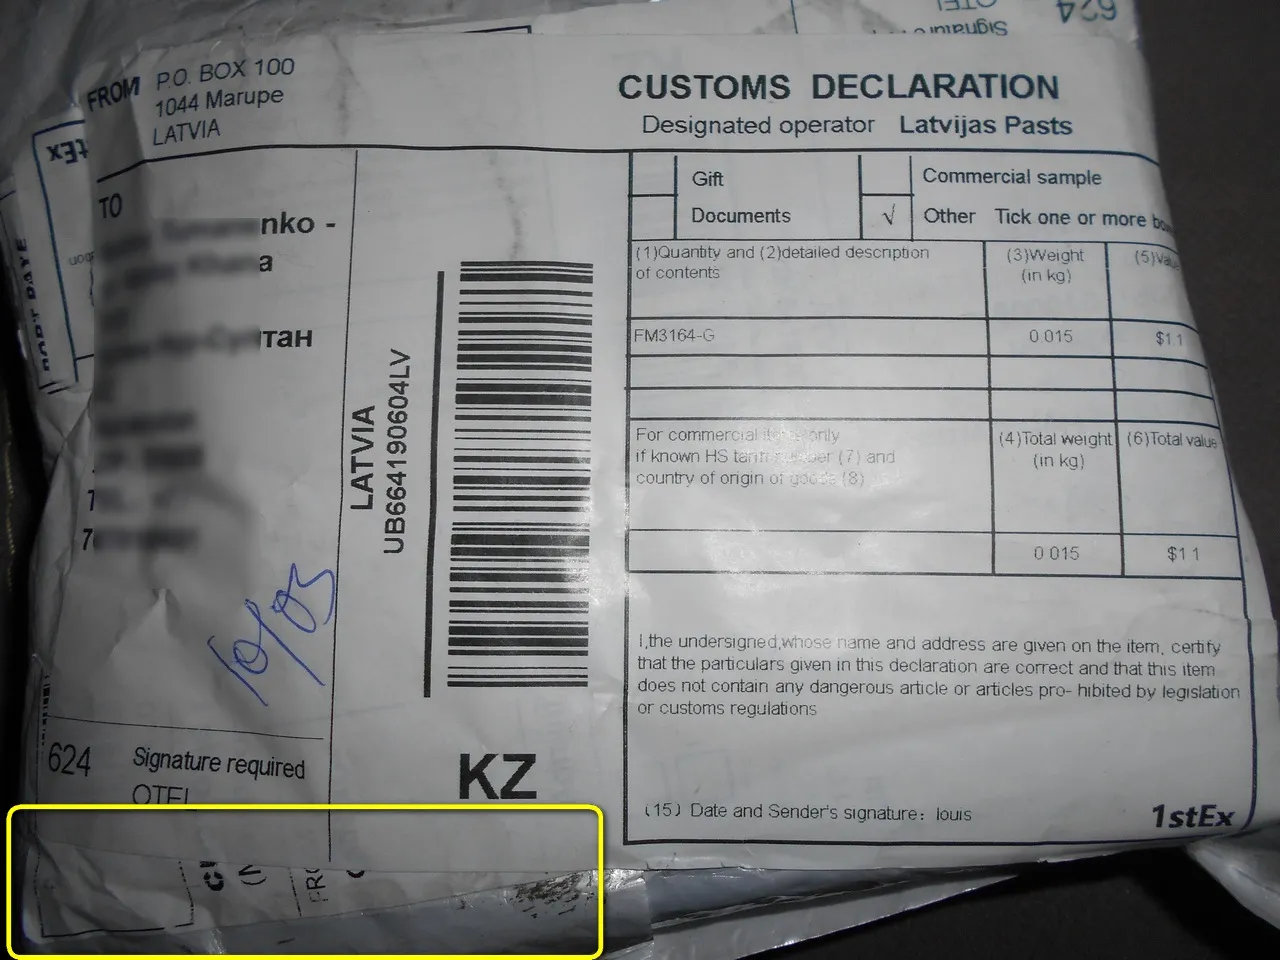 FROM P.O. BOX 100
1044 Marupe
LATVIA
CUSTOMS DECLARATION
Designated operator Latvijas Pasts
Gift
Commercial sample
Documents
√ Other Tick one or more
TO
nko -
a
тан
7
(1)Quantity and (2)detailed description
of contents
(3)Weight
(in kg)
FM3164-G
0 015
$1 1
LATVIA
UB664190604LV
For commercial items only
if known HS tariff number (7) and
country of origin of goods (8)
(4)Total weight
(in kg)
(6)Total value
0 015
$1 1
10/03
I,the undersigned,whose name and address are given on the item, certify
that the particulars given in this declaration are correct and that this item
does not contain any dangerous article or articles pro- hibited by legislation
or customs regulations
624
Signature required
OTEL
KZ
(15) Date and Sender's signature: louis
1stEx
624